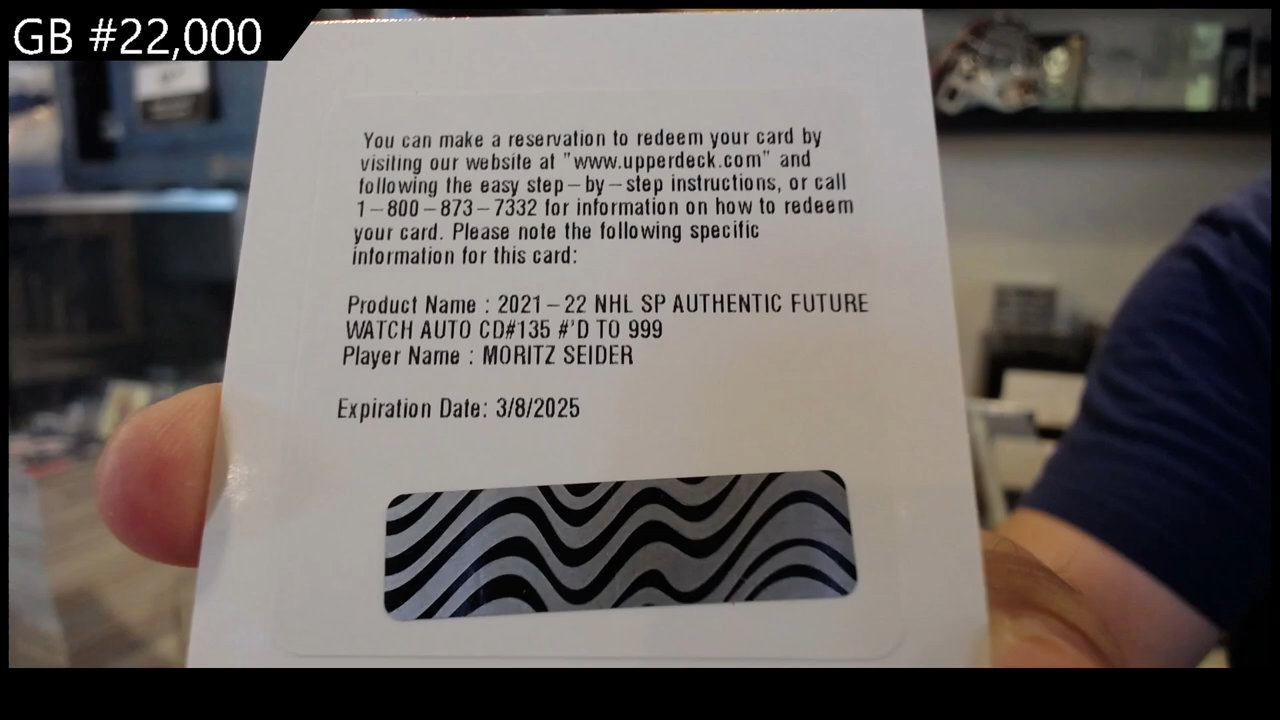 GB #22,000
You can make a reservation to redeem your card by
visiting our website at "www.upperdeck.com" and
following the easy step–by–step instructions, or call
1–800–873–7332 for information on how to redeem
your card. Please note the following specific
information for this card:
Product Name : 2021–22 NHL SP AUTHENTIC FUTURE
WATCH AUTO CD#135 #'D TO 999
Player Name : MORITZ SEIDER
Expiration Date: 3/8/2025